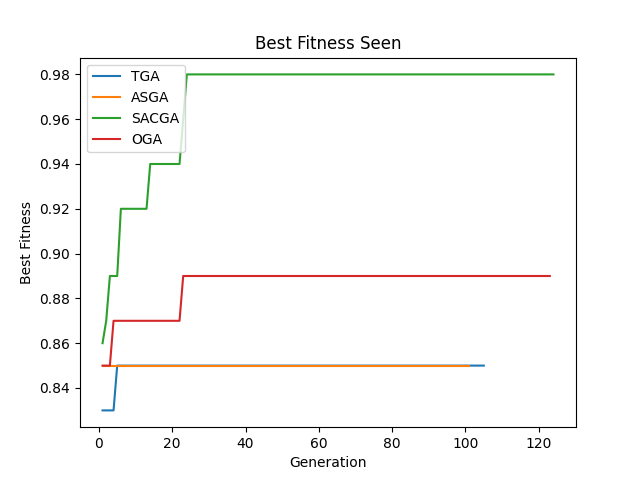 Best Fitness Seen
TGA
ASGA
SACGA
OGA
Best Fitness
0.98
0.96
0.94
0.92
0.90
0.88
0.86
0.84
0 20 40 60 80 100 120
Generation